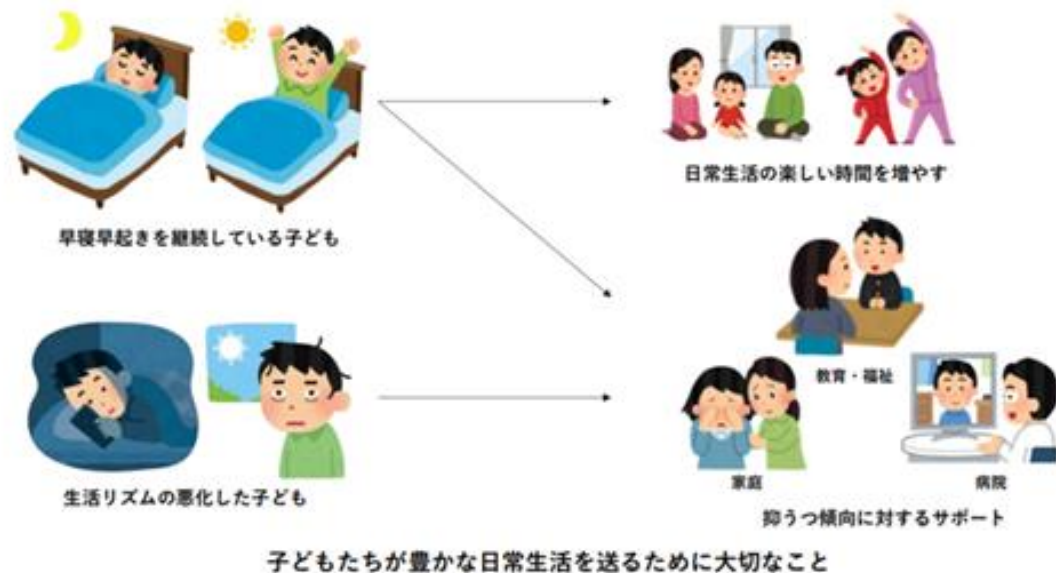 早寝早起きを継続している子ども
日常生活の楽しい時間を増やす
教育・福祉
生活リズムの悪化した子ども
家庭
病院
抑うつ傾向に対するサポート
子どもたちが豊かな日常生活を送るために大切なこと